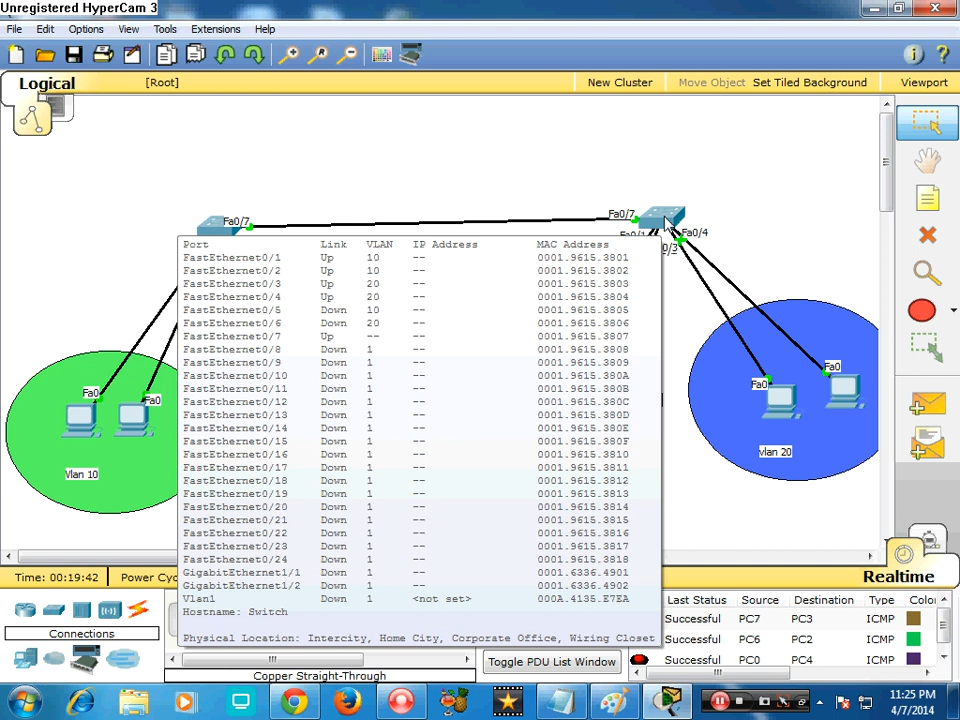 Unregistered HyperCam 3
File Edit Options View Tools Extensions Help
Logical [Root] New Cluster Move Object Set Tiled Background Viewport
Fa0/7 Fa0/7
Fa0/4
Port Link VLAN IP Address MAC Address
FastEthernet0/1 Up 10 -- 0001.9615.3801
FastEthernet0/2 Up 10 -- 0001.9615.3802
FastEthernet0/3 Up 20 -- 0001.9615.3803
FastEthernet0/4 Up 20 -- 0001.9615.3804
FastEthernet0/5 Down 10 -- 0001.9615.3805
FastEthernet0/6 Down 20 -- 0001.9615.3806
FastEthernet0/7 Up -- -- 0001.9615.3807
FastEthernet0/8 Down 1 -- 0001.9615.3808
FastEthernet0/9 Down 1 -- 0001.9615.3809
FastEthernet0/10 Down 1 -- 0001.9615.380A
FastEthernet0/11 Down 1 -- 0001.9615.380B
FastEthernet0/12 Down 1 -- 0001.9615.380C
FastEthernet0/13 Down 1 -- 0001.9615.380D
FastEthernet0/14 Down 1 -- 0001.9615.380E
FastEthernet0/15 Down 1 -- 0001.9615.380F
FastEthernet0/16 Down 1 -- 0001.9615.3810
FastEthernet0/17 Down 1 -- 0001.9615.3811
FastEthernet0/18 Down 1 -- 0001.9615.3812
FastEthernet0/19 Down 1 -- 0001.9615.3813
FastEthernet0/20 Down 1 -- 0001.9615.3814
FastEthernet0/21 Down 1 -- 0001.9615.3815
FastEthernet0/22 Down 1 -- 0001.9615.3816
FastEthernet0/23 Down 1 -- 0001.9615.3817
FastEthernet0/24 Down 1 -- 0001.9615.3818
GigabitEthernet1/1 Down 1 -- 0001.6336.4901
GigabitEthernet1/2 Down 1 -- 0001.6336.4902
Vlan1 Down 1 <not set> 000A.4135.E7EA
Hostname: Switch
Physical Location: Intercity, Home City, Corporate Office, Wiring Closet
Fa0 Fa0
Vlan 10
Fa0 Fa0
vlan 20
Time: 00:19:42 Power Cyc
Realtime
Connections
Copper Straight-Through
Toggle PDU List Window
Last Status Source Destination Type Color
Successful PC7 PC3 ICMP
Successful PC6 PC2 ICMP
Successful PC0 PC4 ICMP
11:25 PM
4/7/2014